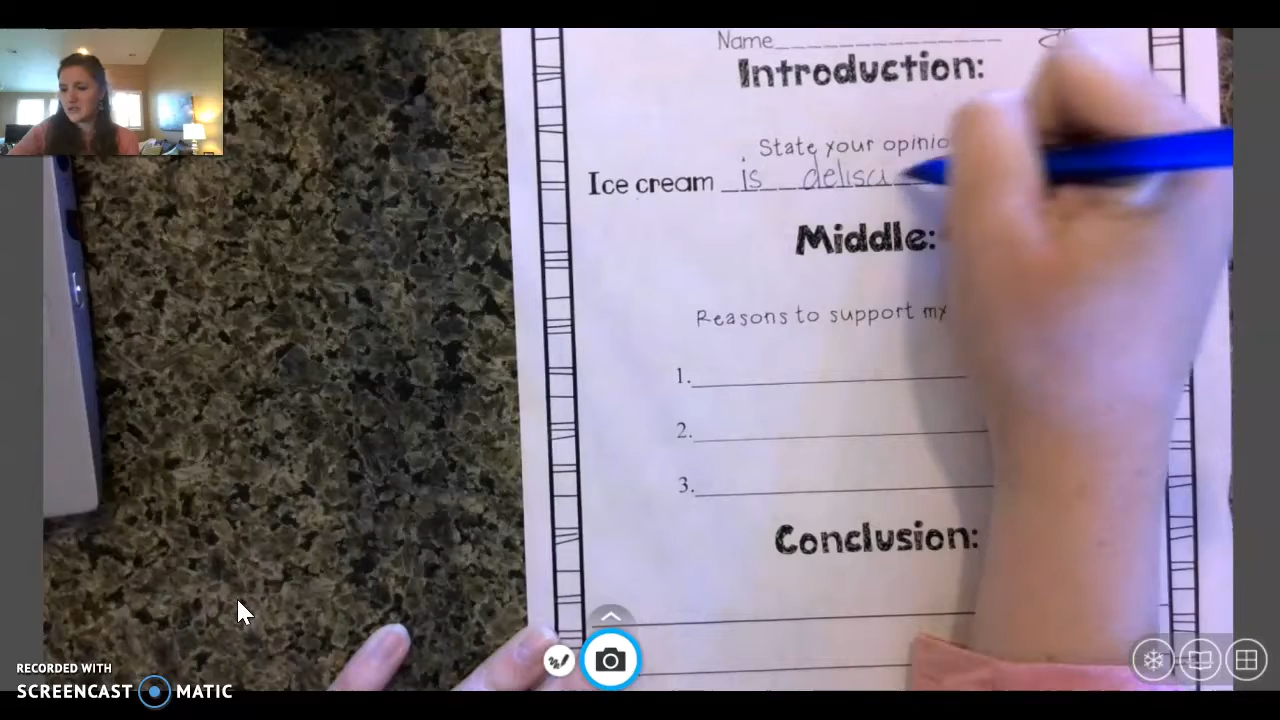 Name
Introduction:
State your opinio
Ice cream is delisci
Middle:
Reasons to support my
1.
2.
3.
Conclusion:
RECORDED WITH
SCREENCAST MATIC